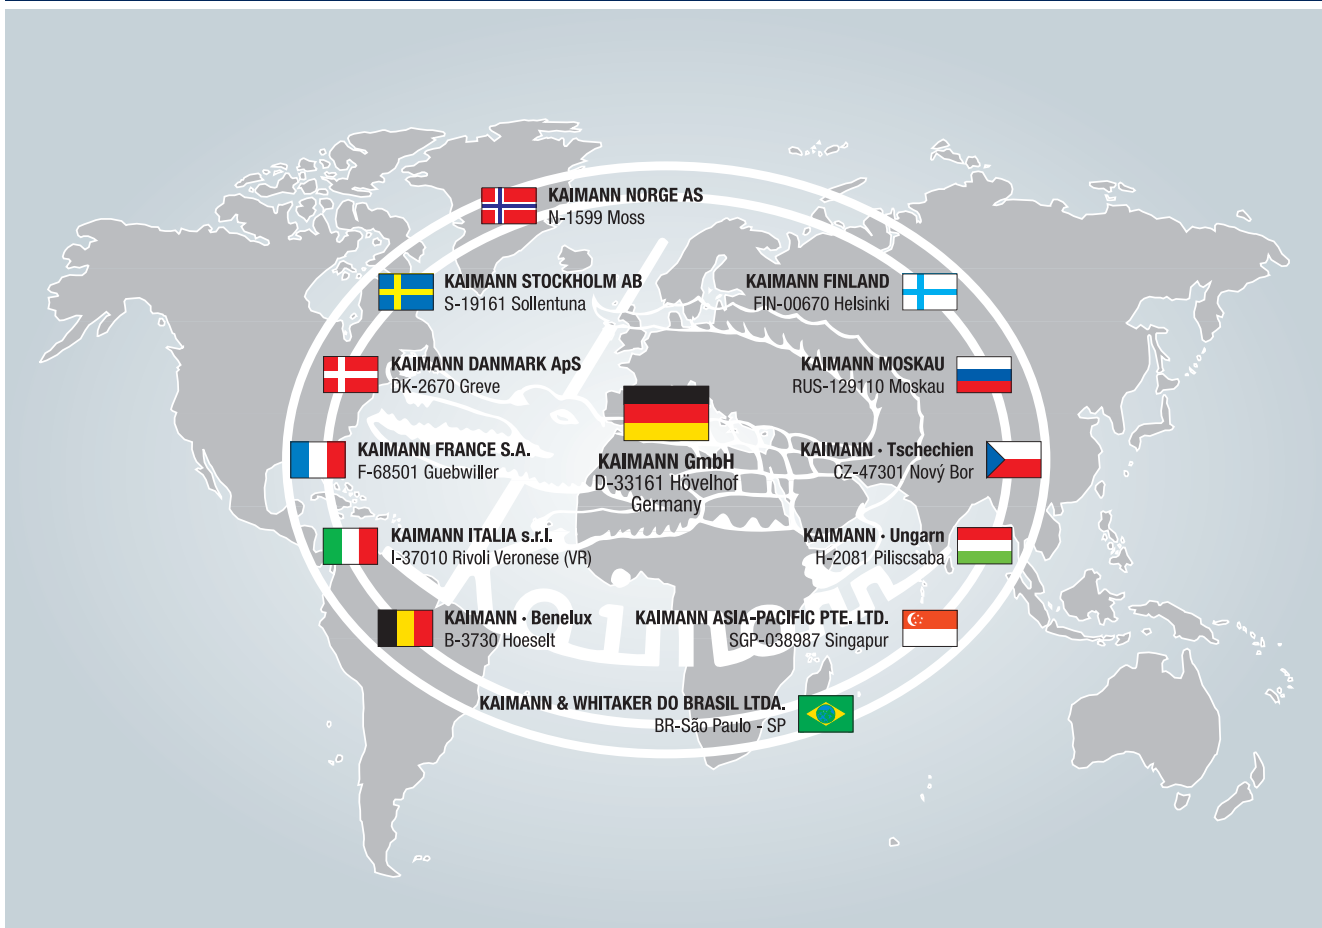 KAIMANN NORGE AS
N-1599 Moss
KAIMANN STOCKHOLM AB
S-19161 Sollentuna
KAIMANN FINLAND
FIN-00670 Helsinki
KAIMANN DANMARK ApS
DK-2670 Greve
KAIMANN MOSKAU
RUS-129110 Moskau
KAIMANN FRANCE S.A.
F-68501 Guebwiller
KAIMANN GmbH
D-33161 Hövelhof
Germany
KAIMANN · Tschechien
CZ-47301 Nový Bor
KAIMANN ITALIA s.r.l.
I-37010 Rivoli Veronese (VR)
KAIMANN · Ungarn
H-2081 Piliscsaba
KAIMANN · Benelux
B-3730 Hoeselt
KAIMANN ASIA-PACIFIC PTE. LTD.
SGP-038987 Singapur
KAIMANN & WHITAKER DO BRASIL LTDA.
BR-São Paulo - SP